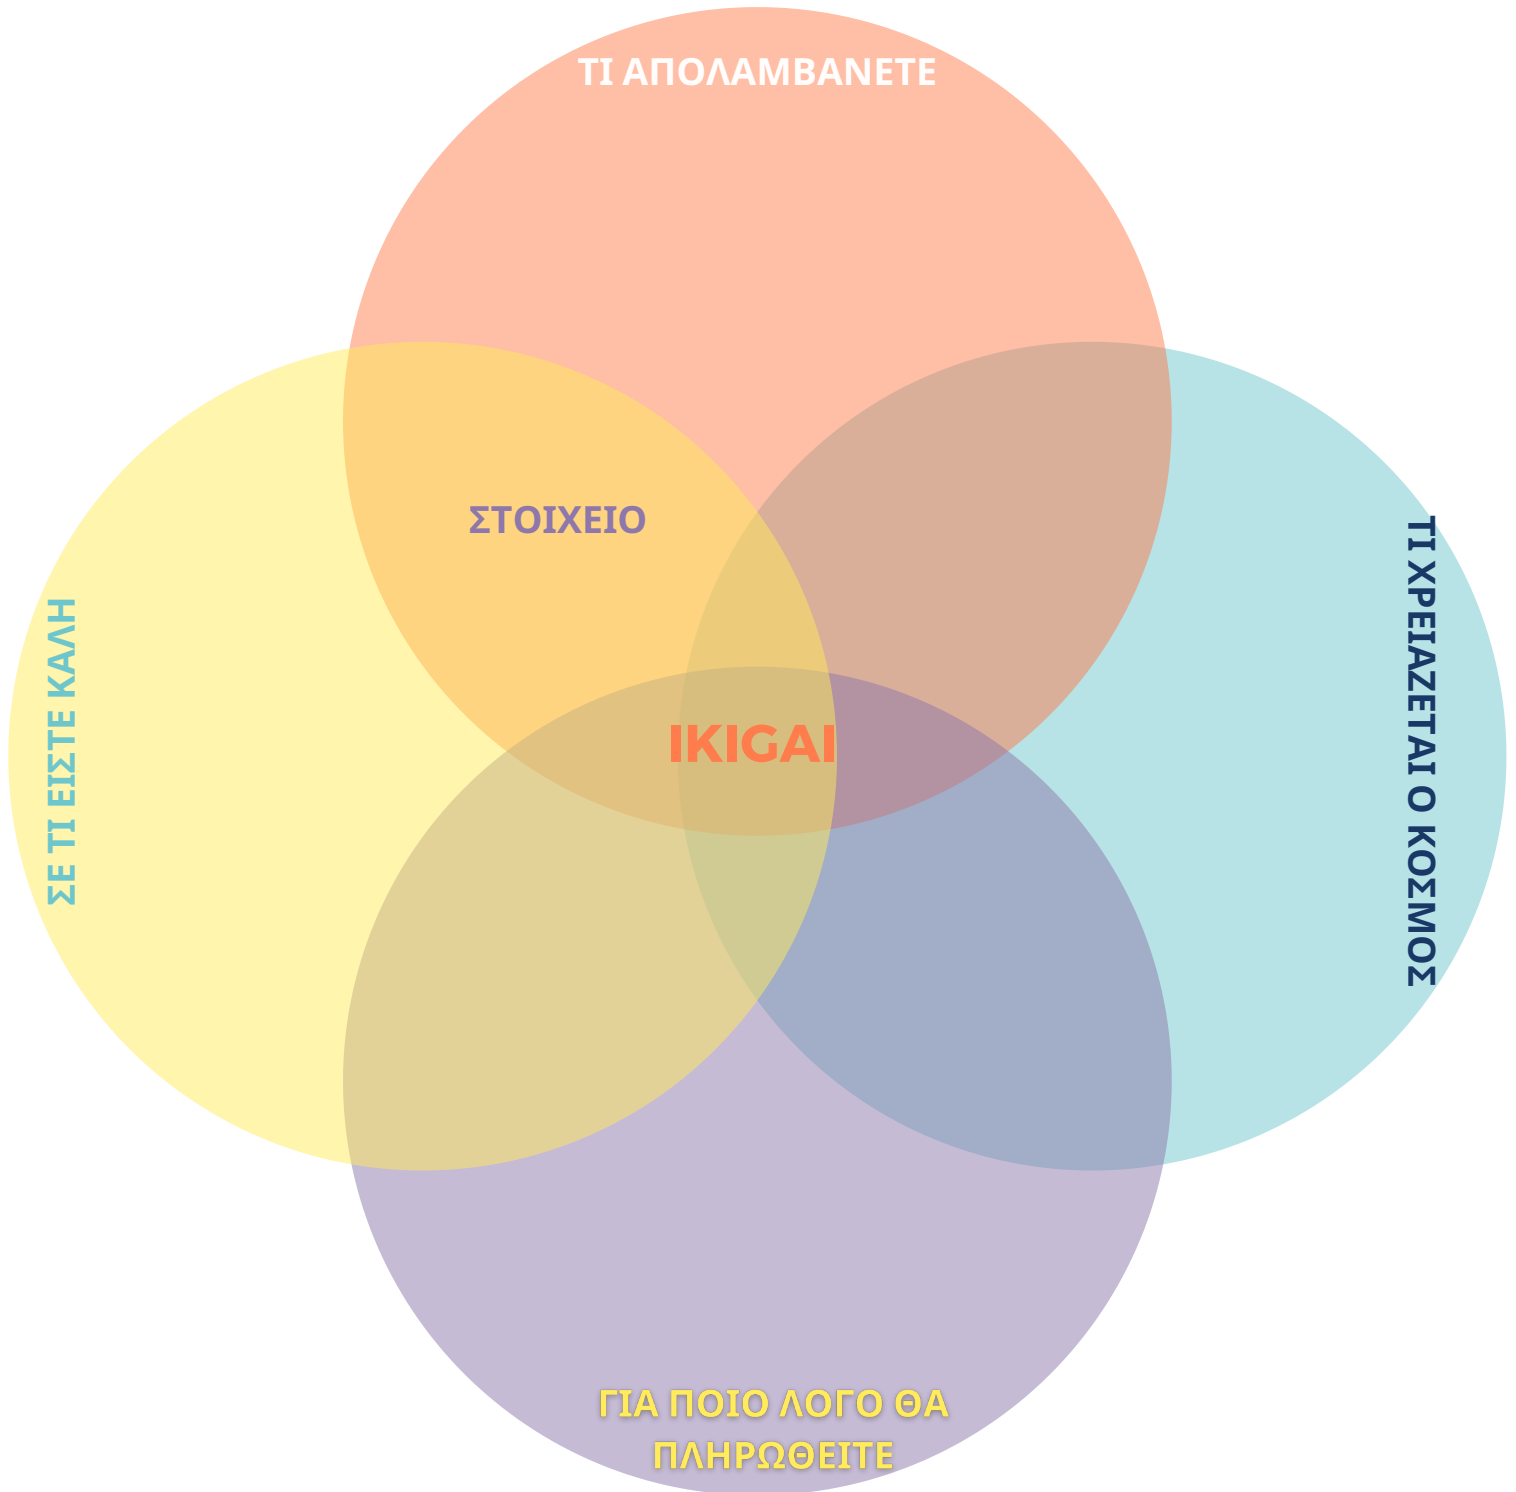 ΤΙ ΑΠΟΛΑΜΒΑΝΕΤΕ
ΣΤΟΙΧΕΙΟ
ΣΕ ΤΙ ΕΙΣΤΕ ΚΑΛΗ
IKIGAI
ΤΙ ΧΡΕΙΑΖΕΤΑΙ Ο ΚΟΣΜΟΣ
ΓΙΑ ΠΟΙΟ ΛΟΓΟ ΘΑ
ΠΛΗΡΩΘΕΙΤΕ